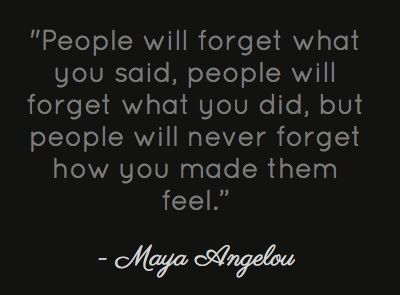 "People will forget what
you said, people will
forget what you did, but
people will never forget
how you made them
feel.”
- Maya Angelou